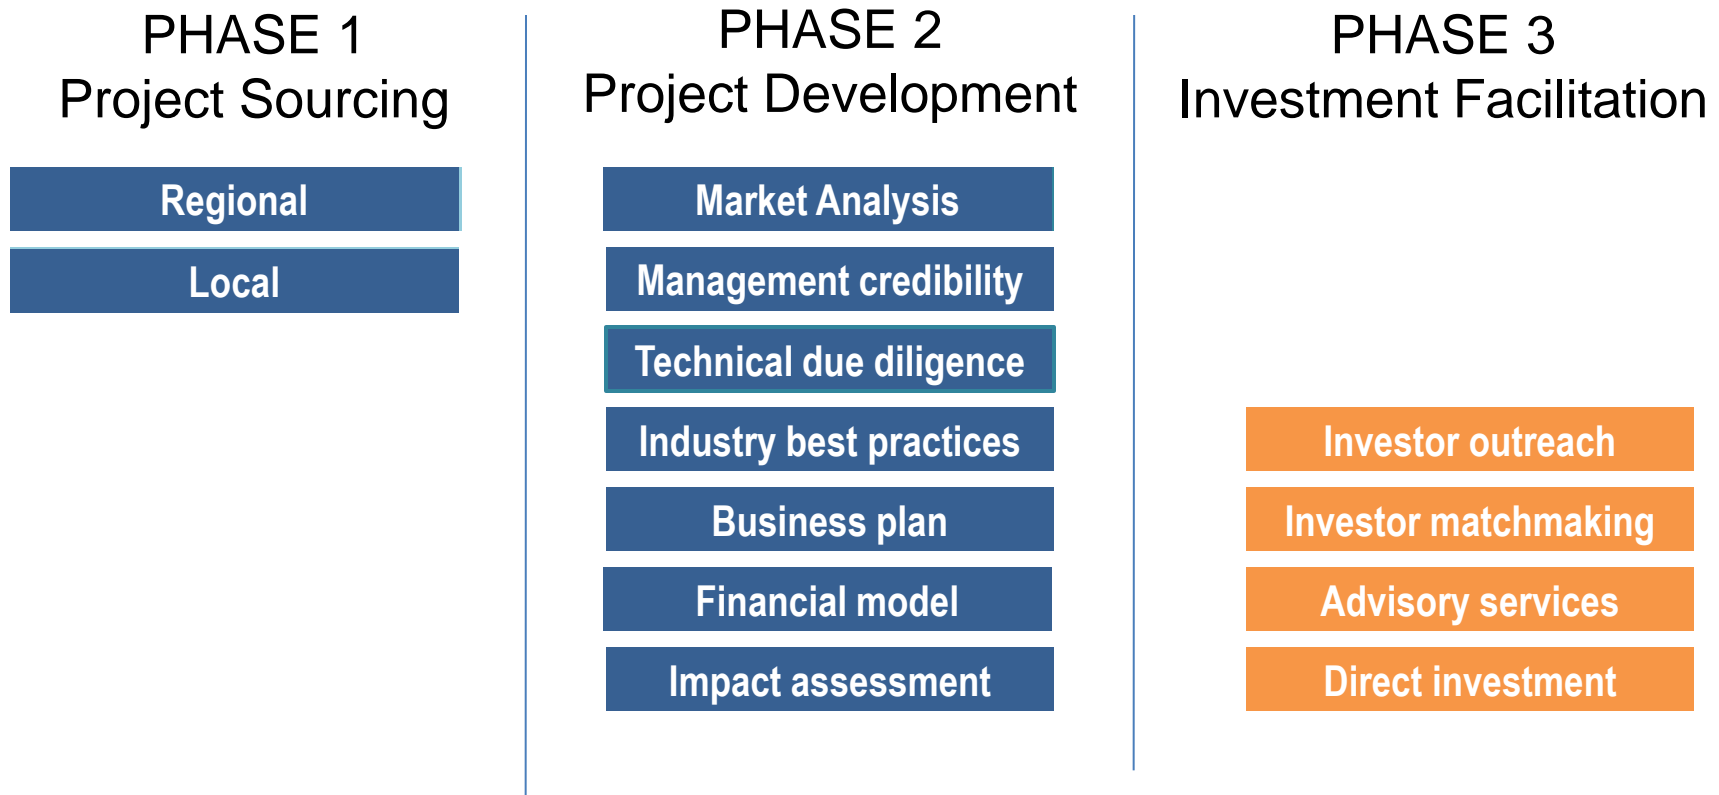 PHASE 1
Project Sourcing
Regional
Local
PHASE 2
Project Development
Market Analysis
Management credibility
Technical due diligence
Industry best practices
Business plan
Financial model
Impact assessment
PHASE 3
Investment Facilitation
Investor outreach
Investor matchmaking
Advisory services
Direct investment